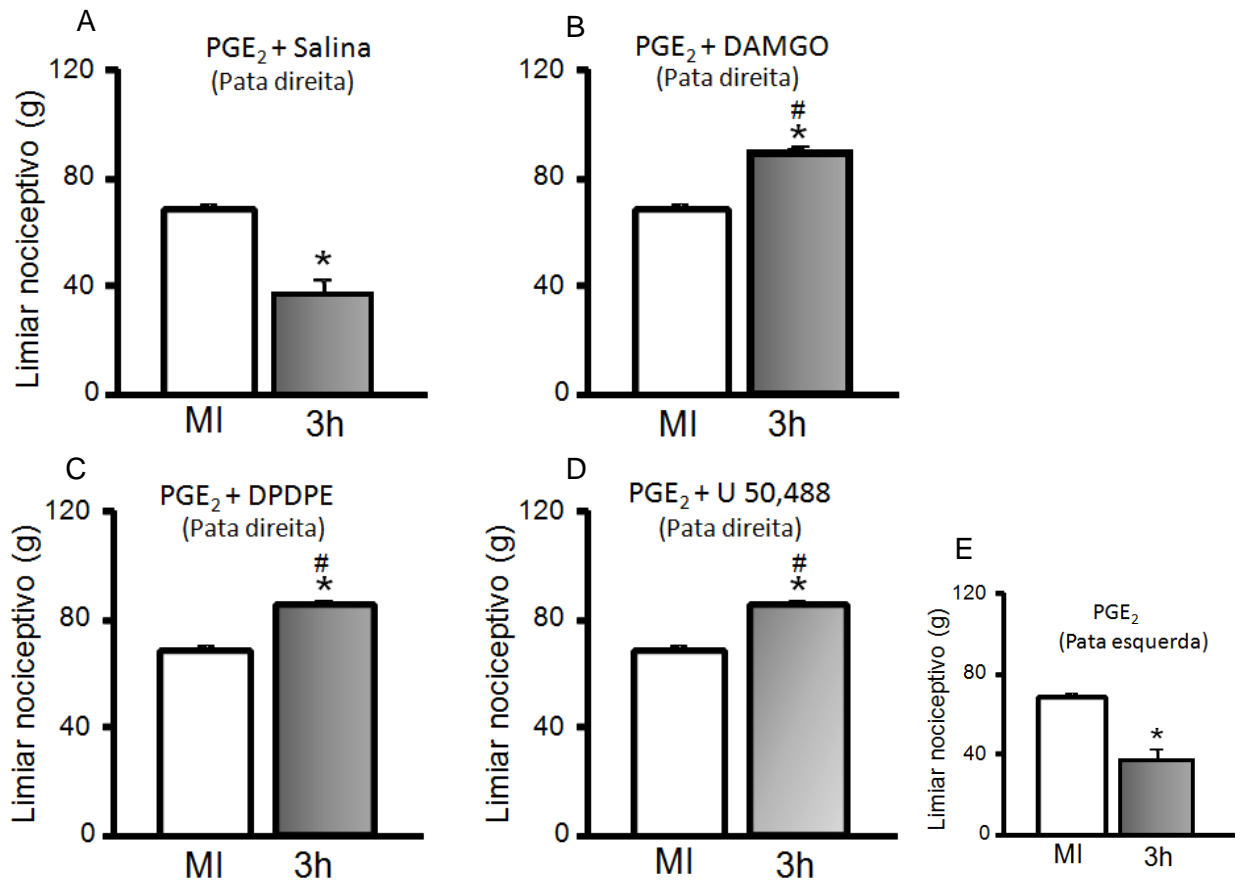 A
PGE₂ + Salina
(Pata direita)
Limiar nociceptivo (g)
120
80
40
0
*
MI 3h
B
PGE₂ + DAMGO
(Pata direita)
120
80
40
0
#
*
MI 3h
C
PGE₂ + DPDPE
(Pata direita)
Limiar nociceptivo (g)
120
80
40
0
#
*
MI 3h
D
PGE₂ + U 50,488
(Pata direita)
Limiar nociceptivo (g)
120
80
40
0
#
*
MI 3h
E
PGE₂
(Pata esquerda)
Limiar nociceptivo (g)
120
80
40
0
*
MI 3h